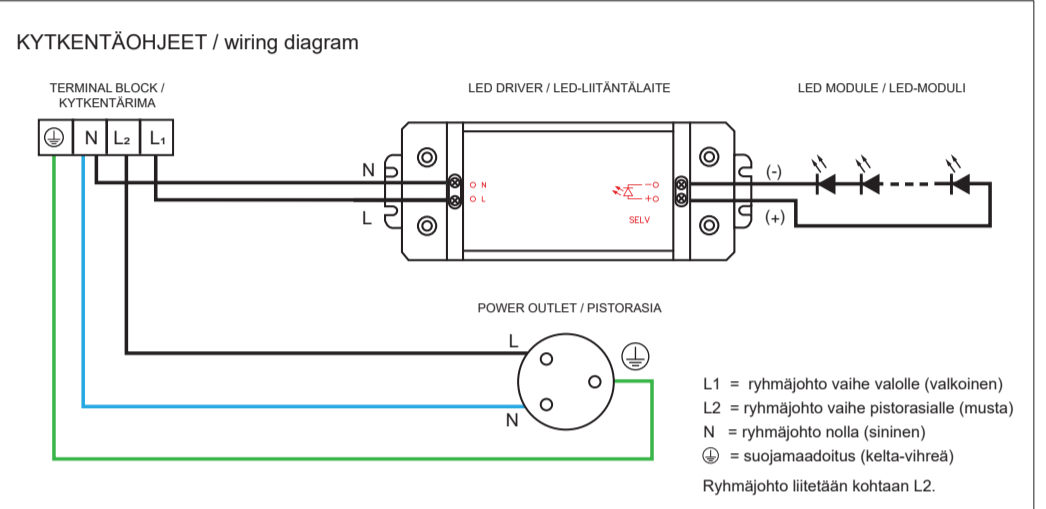 KYTKENTÄOHJEET / wiring diagram
TERMINAL BLOCK /
KYTKENTÄRIMA
LED DRIVER / LED-LIITÄNTÄLAITE
LED MODULE / LED-MODULI
N L₂ L₁
N
L
N
L
-
+
SELV
(-)
(+)
POWER OUTLET / PISTORASIA
L
N
L1 = ryhmäjohto vaihe valolle (valkoinen)
L2 = ryhmäjohto vaihe pistorasialle (musta)
N = ryhmäjohto nolla (sininen)
⏚ = suojamaadoitus (kelta-vihreä)
Ryhmäjohto liitetään kohtaan L2.